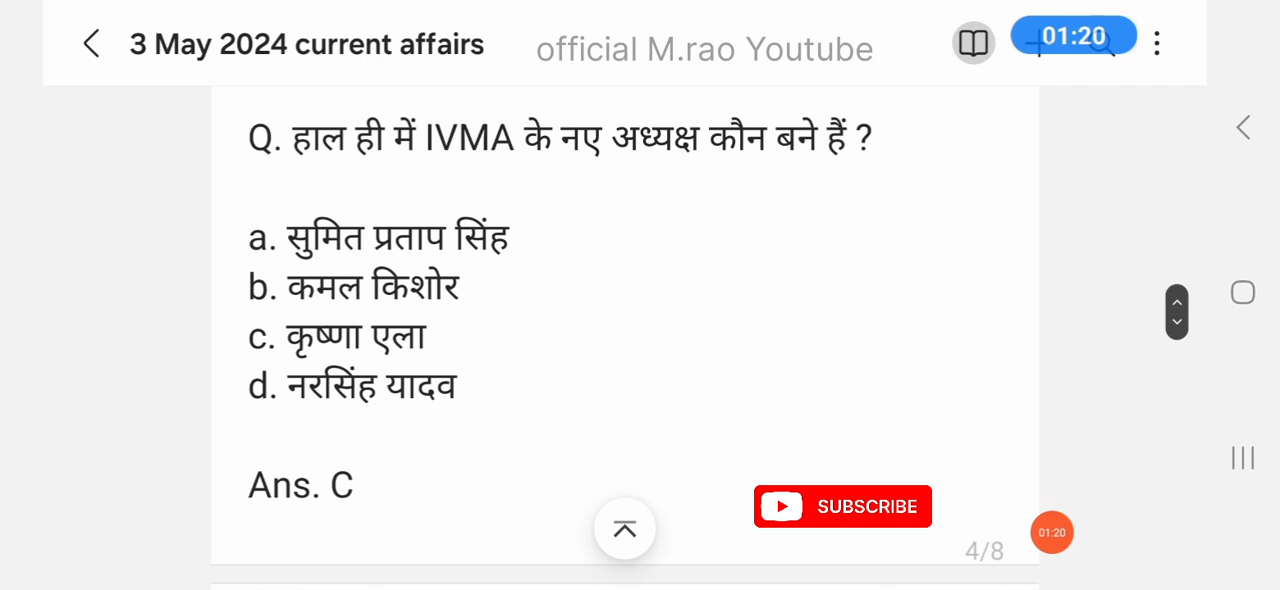 3 May 2024 current affairs
official M.rao Youtube
01:20
Q. हाल ही में IVMA के नए अध्यक्ष कौन बने हैं ?
a. सुमित प्रताप सिंह
b. कमल किशोर
c. कृष्णा एला
d. नरसिंह यादव
Ans. C
SUBSCRIBE
01:20
4/8